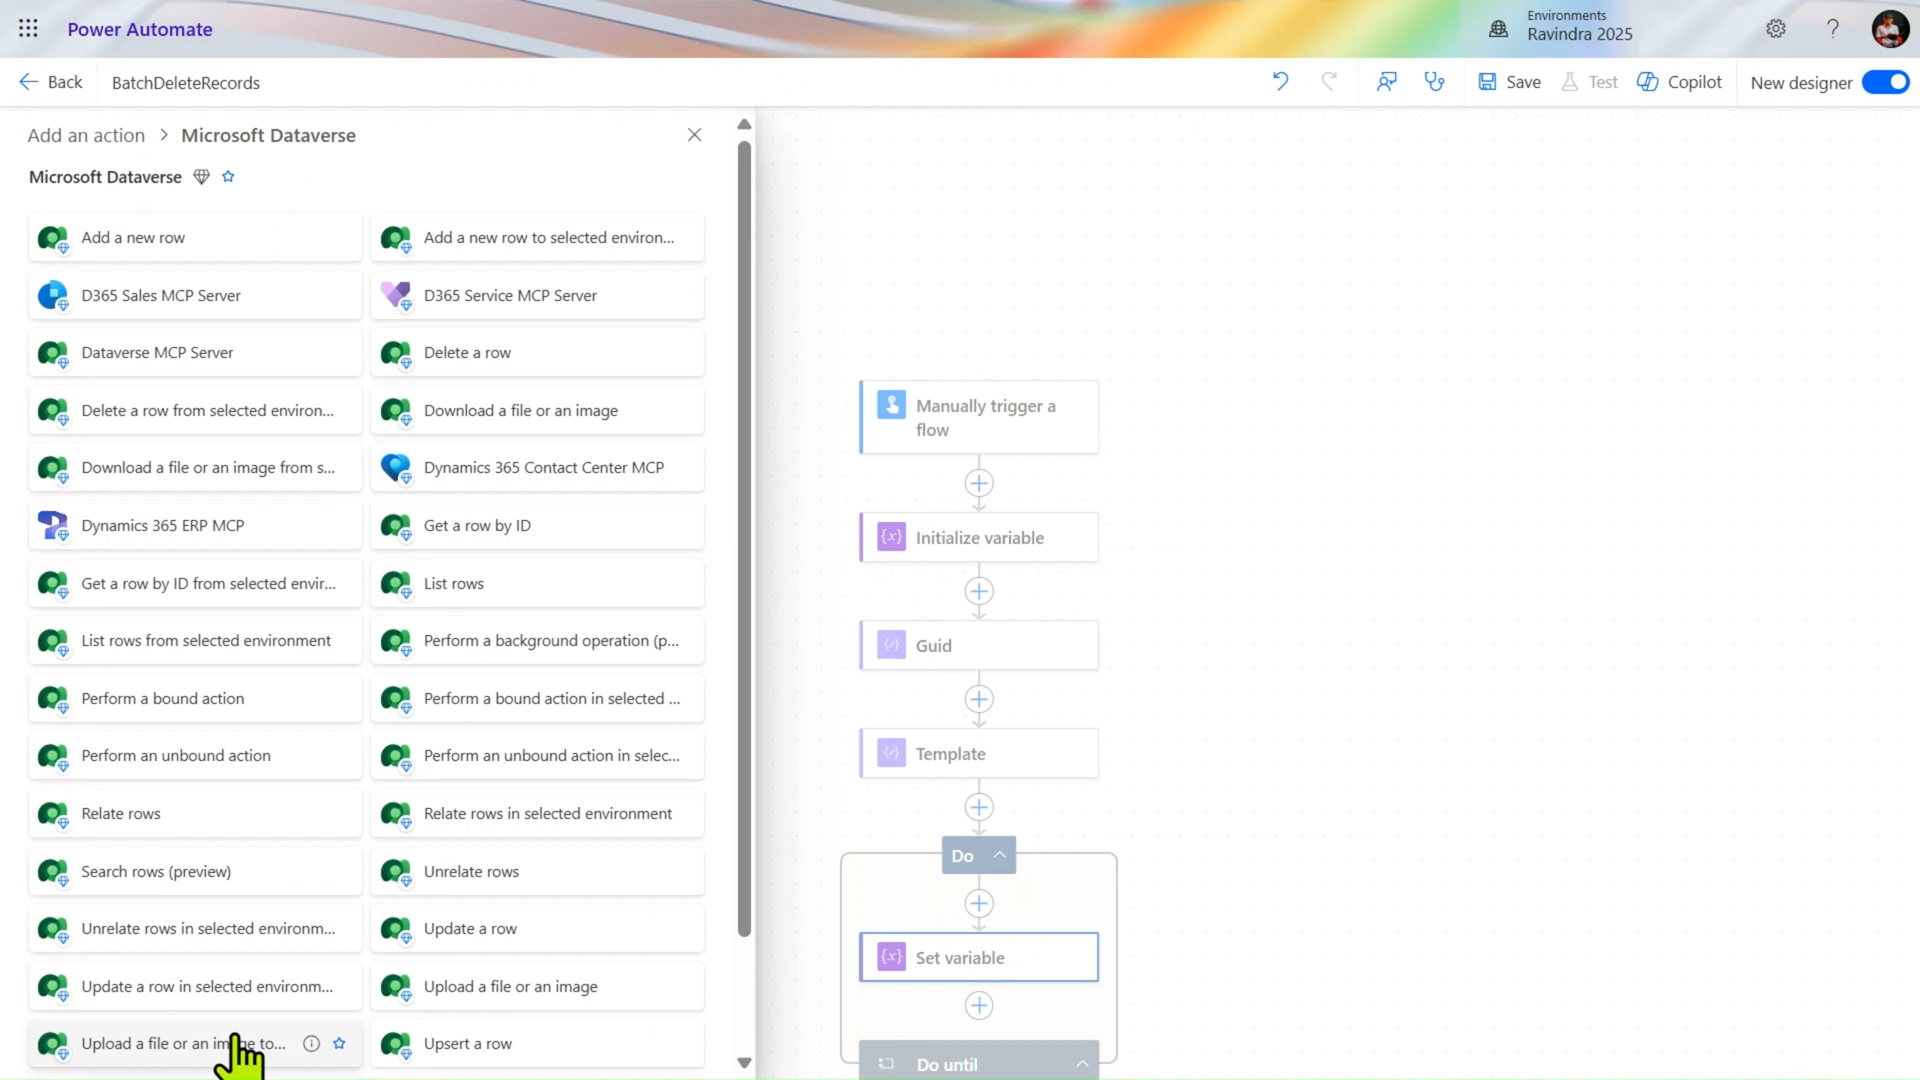 Power Automate
Environments
Ravindra 2025
?
Back
BatchDeleteRecords
Save
Test
Copilot
New designer
Add an action > Microsoft Dataverse
Microsoft Dataverse
Add a new row
Add a new row to selected environ...
D365 Sales MCP Server
D365 Service MCP Server
Dataverse MCP Server
Delete a row
Delete a row from selected environ...
Download a file or an image
Download a file or an image from s...
Dynamics 365 Contact Center MCP
Dynamics 365 ERP MCP
Get a row by ID
Get a row by ID from selected envir...
List rows
List rows from selected environment
Perform a background operation (p...
Perform a bound action
Perform a bound action in selected ...
Perform an unbound action
Perform an unbound action in selec...
Relate rows
Relate rows in selected environment
Search rows (preview)
Unrelate rows
Unrelate rows in selected environm...
Update a row
Update a row in selected environm...
Upload a file or an image
Upload a file or an image to...
Upsert a row
Manually trigger a
flow
{x} Initialize variable
Guid
Template
Do
{x} Set variable
Do until